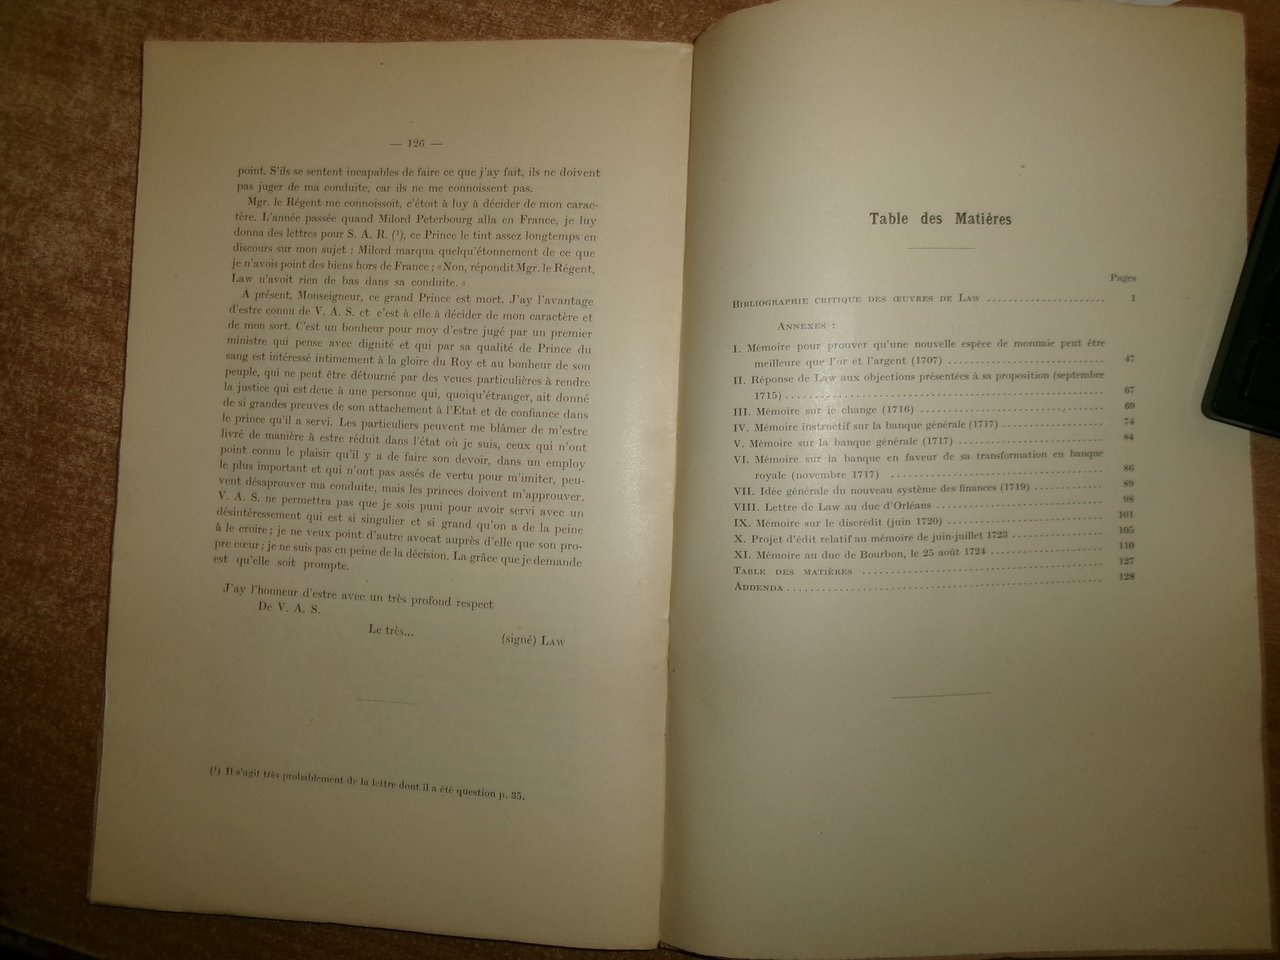 — 126 —
point. S'ils se sentent incapables de faire ce que j'ay fait, ils ne doivent
pas juger de ma conduite, car ils ne me connoissent pas.
Mgr. le Régent me connoissoit, c'étoit à luy à décider de mon carac-
tère. L'année passée quand Milord Peterbourg alla en France, je luy
donna des lettres pour S. A. R. (¹), ce Prince le tint assez longtemps en
discours sur mon sujet : Milord marqua quelqu'étonnement de ce que
je n'avois point des biens hors de France ; «Non, répondit Mgr. le Régent,
Law n'avoit rien de bas dans sa conduite. »
A présent, Monseigneur, ce grand Prince est mort. J'ay l'avantage
d'estre connu de V. A. S. et c'est à elle à décider de mon caractère et
de mon sort. C'est un bonheur pour moy d'estre jugé par un premier
ministre qui pense avec dignité et qui par sa qualité de Prince du
sang est intéressé intimement à la gloire du Roy et au bonheur de son
peuple, qui ne peut être détourné par des veues particulières à rendre
la justice qui est deue à une personne qui, quoiqu'étranger, ait donné
de si grandes preuves de son attachement à l'Etat et de confiance dans
le prince qu'il a servi. Les particuliers peuvent me blâmer de m'estre
livré de manière à estre réduit dans l'état où je suis, ceux qui n'ont
point connu le plaisir qu'il y a de faire son devoir, dans un employ
le plus important et qui n'ont pas assés de vertu pour m'imiter, peu-
vent désaprouver ma conduite, mais les princes doivent m'approuver.
V. A. S. ne permettra pas que je sois puni pour avoir servi avec un
désintéressement qui est si singulier et si grand qu'on a de la peine
à le croire ; je ne veux point d'autre avocat auprès d'elle que son pro-
pre cœur ; je ne suis pas en peine de la décision. La grâce que je demande
est qu'elle soit prompte.
J'ay l'honneur d'estre avec un très profond respect
De V. A. S.
Le très...
(signé) LAW
(¹) Il s'agit très probablement de la lettre dont il a été question p. 35.
Table des Matières
Pages
BIBLIOGRAPHIE CRITIQUE DES ŒUVRES DE LAW .................... 1
ANNEXES :
I. Mémoire pour prouver qu'une nouvelle espèce de monnaie peut être
meilleure que l'or et l'argent (1707) .......................... 47
II. Réponse de Law aux objections présentées à sa proposition (septembre
1715) .................................................. 67
III. Mémoire sur le change (1716) .............................. 69
IV. Mémoire instructif sur la banque générale (1717) ................. 74
V. Mémoire sur la banque générale (1717) ........................ 84
VI. Mémoire sur la banque en faveur de sa transformation en banque
royale (novembre 1717) .................................... 86
VII. Idée générale du nouveau système des finances (1719) ............ 89
VIII. Lettre de Law au duc d'Orléans ............................ 98
IX. Mémoire sur le discrédit (juin 1720) .......................... 101
X. Projet d'édit relatif au mémoire de juin-juillet 1723 ............... 105
XI. Mémoire au duc de Bourbon, le 25 août 1724 ................... 110
TABLE DES MATIÈRES ........................................ 127
ADDENDA .................................................. 128